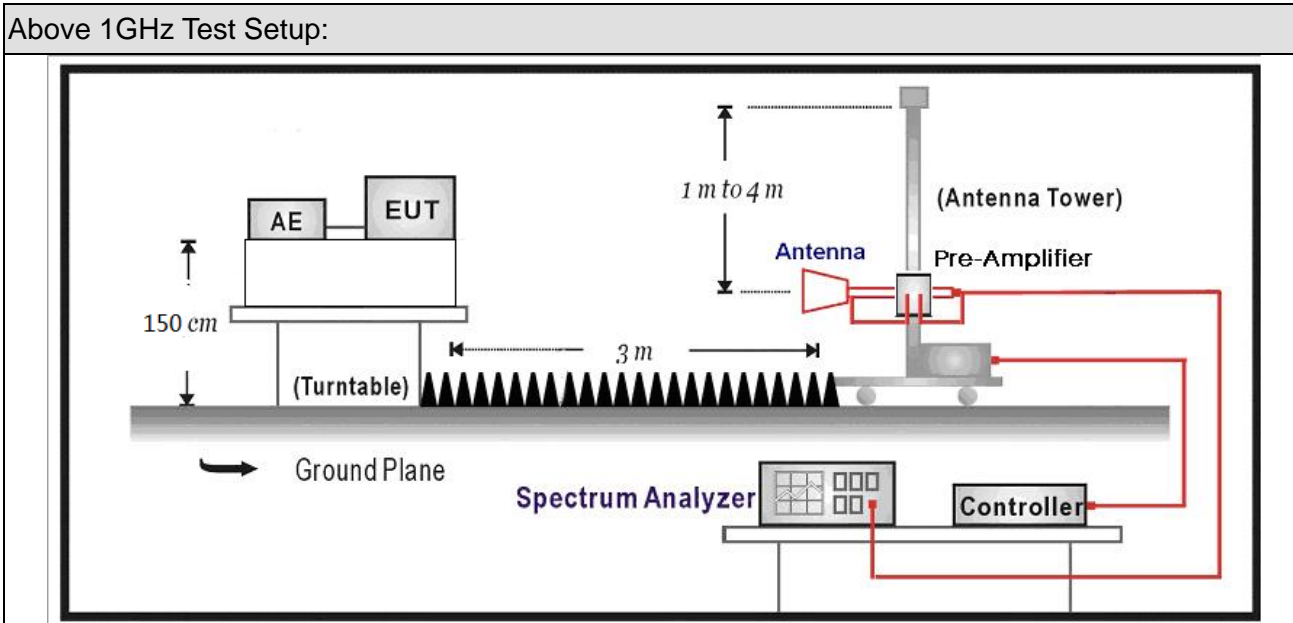 Above 1GHz Test Setup:
1 m to 4 m
(Antenna Tower)
AE
EUT
Antenna
Pre-Amplifier
150 cm
3 m
(Turntable)
Ground Plane
Spectrum Analyzer
Controller